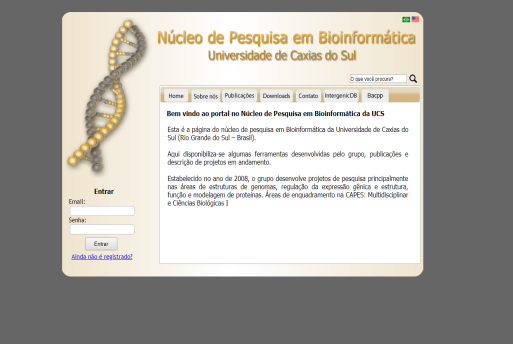 Núcleo de Pesquisa em Bioinformática
Universidade de Caxias do Sul
O que você procura?
Home Sobre nós Publicações Downloads Contato IntergenicDB Bacpp
Bem vindo ao portal no Núcleo de Pesquisa em Bioinformática da UCS
Esta é a página do núcleo de pesquisa em Bioinformática da Universidade de Caxias do
Sul (Rio Grande do Sul – Brasil).
Aqui disponibiliza-se algumas ferramentas desenvolvidas pelo grupo, publicações e
descrição de projetos em andamento.
Estabelecido no ano de 2008, o grupo desenvolve projetos de pesquisa principalmente
nas áreas de estruturas de genomas, regulação da expressão gênica e estrutura,
função e modelagem de proteínas. Áreas de enquadramento na CAPES: Multidisciplinar
e Ciências Biológicas I
Entrar
Email:
Senha:
Entrar
Ainda não é registrado?